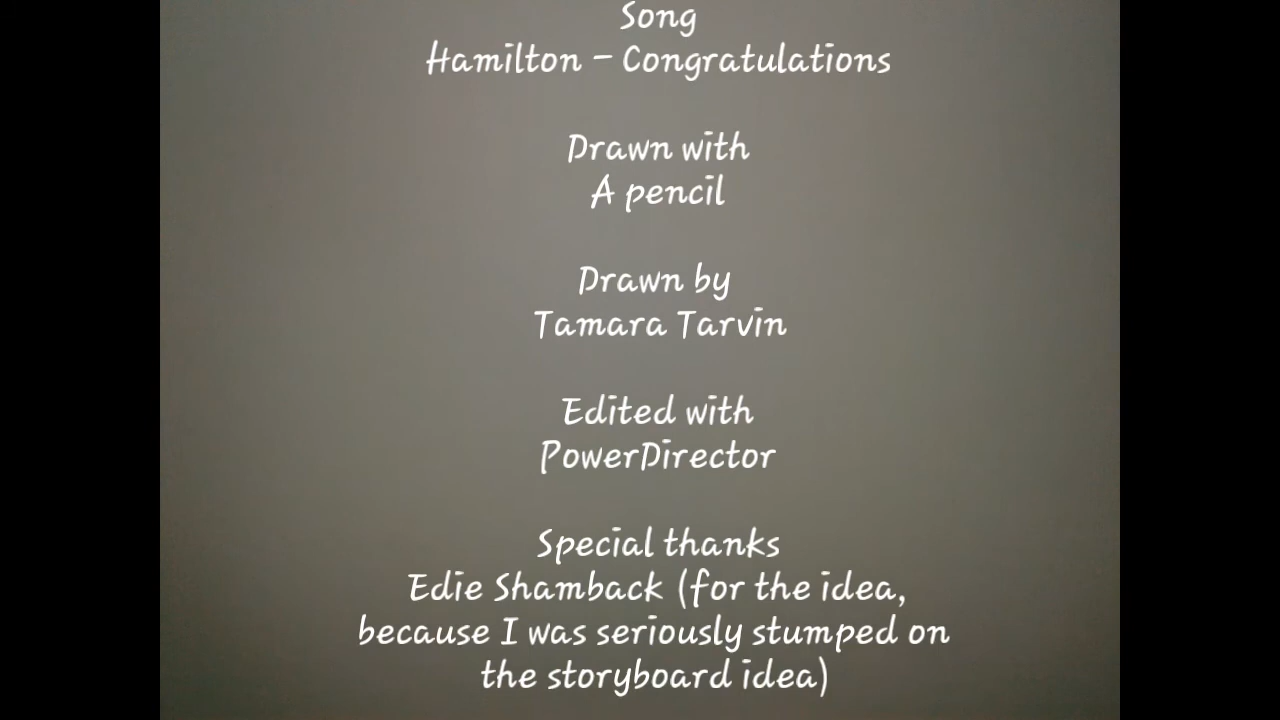 Song
Hamilton - Congratulations
Drawn with
A pencil
Drawn by
Tamara Tarvin
Edited with
PowerDirector
Special thanks
Edie Shamback (for the idea,
because I was seriously stumped on
the storyboard idea)